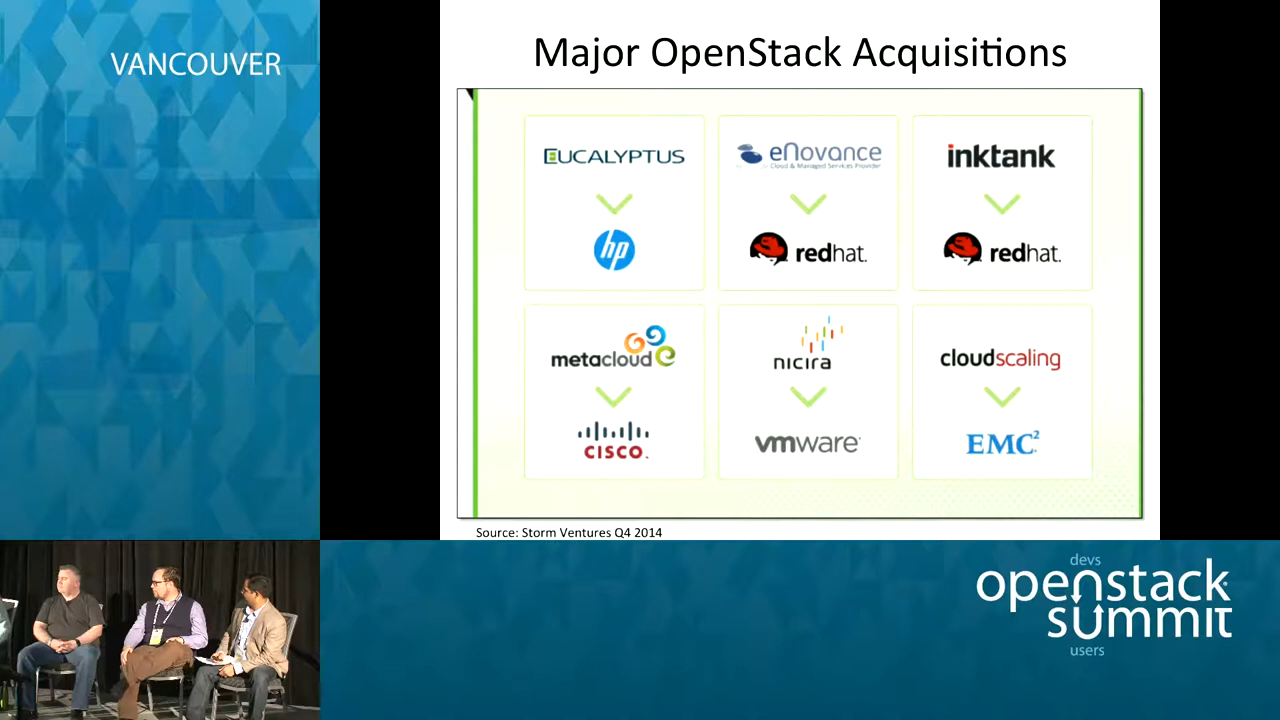 VANCOUVER
Major OpenStack Acquisitions
EUCALYPTUS
eNovance
Cloud & Managed Services Provider
inktank
hp
redhat.
redhat.
metacloud
nicira
cloudscaling
CISCO.
vmware
EMC²
Source: Storm Ventures Q4 2014
devs
openstack
summit
users